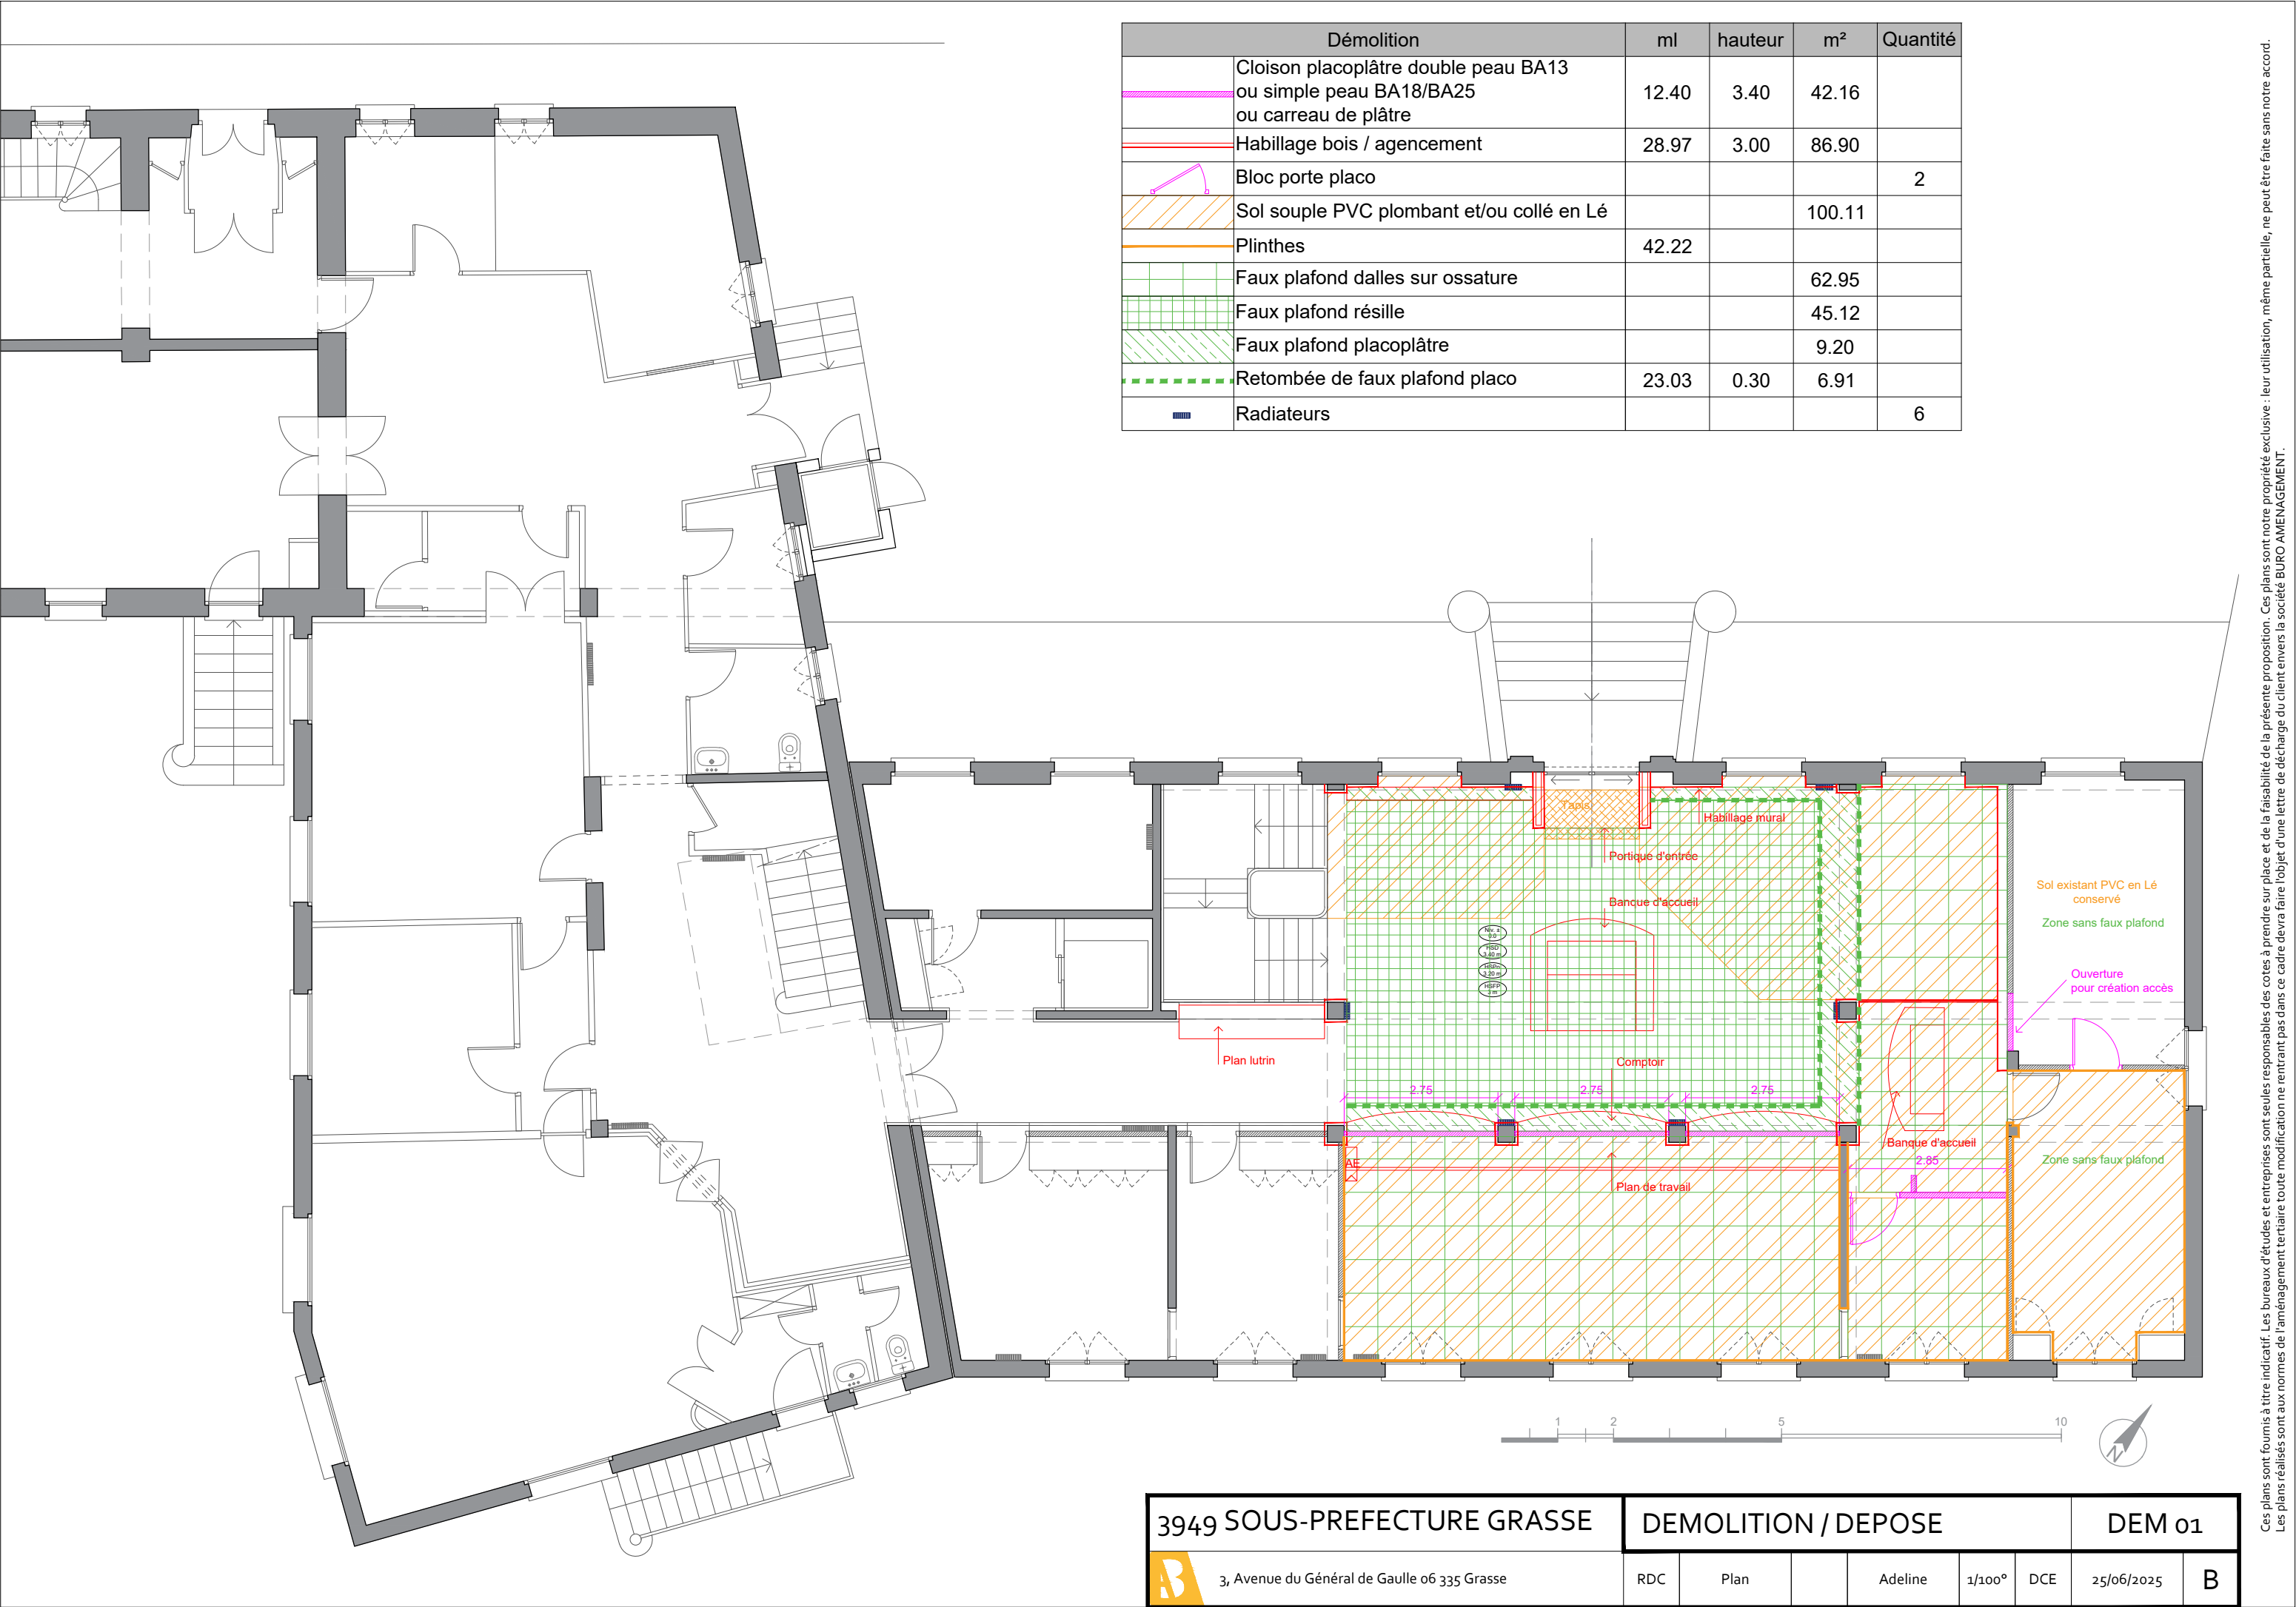 Démolition ml hauteur m² Quantité
Cloison placoplâtre double peau BA13
ou simple peau BA18/BA25
ou carreau de plâtre
12.40 3.40 42.16
Habillage bois / agencement 28.97 3.00 86.90
Bloc porte placo 2
Sol souple PVC plombant et/ou collé en Lé 100.11
Plinthes 42.22
Faux plafond dalles sur ossature 62.95
Faux plafond résille 45.12
Faux plafond placoplâtre 9.20
Retombée de faux plafond placo 23.03 0.30 6.91
Radiateurs 6
Tapis
Habillage mural
Portique d'entrée
Banque d'accueil
Niv. ±
0.0
HSD
3.40 m
3.20 m
HSFP
3 m
Sol existant PVC en Lé
conservé
Zone sans faux plafond
Ouverture
pour création accès
Plan lutrin
Comptoir
2.75
2.75
2.75
Banque d'accueil
2.85
Zone sans faux plafond
AE
Plan de travail
1 2 5 10
N
3949 SOUS-PREFECTURE GRASSE
DEMOLITION / DEPOSE
DEM 01
3, Avenue du Général de Gaulle 06 335 Grasse
RDC Plan Adeline 1/100° DCE 25/06/2025 B
Ces plans sont fournis à titre indicatif. Les bureaux d'études et entreprises sont seules responsables des cotes à prendre sur place et de la faisabilité de la présente proposition. Ces plans sont notre propriété exclusive : leur utilisation, même partielle, ne peut être faite sans notre accord.
Les plans réalisés sont aux normes de l'aménagement tertiaire toute modification ne rentrant pas dans ce cadre devra faire l'objet d'une lettre de décharge du client envers la société BURO AMENAGEMENT.